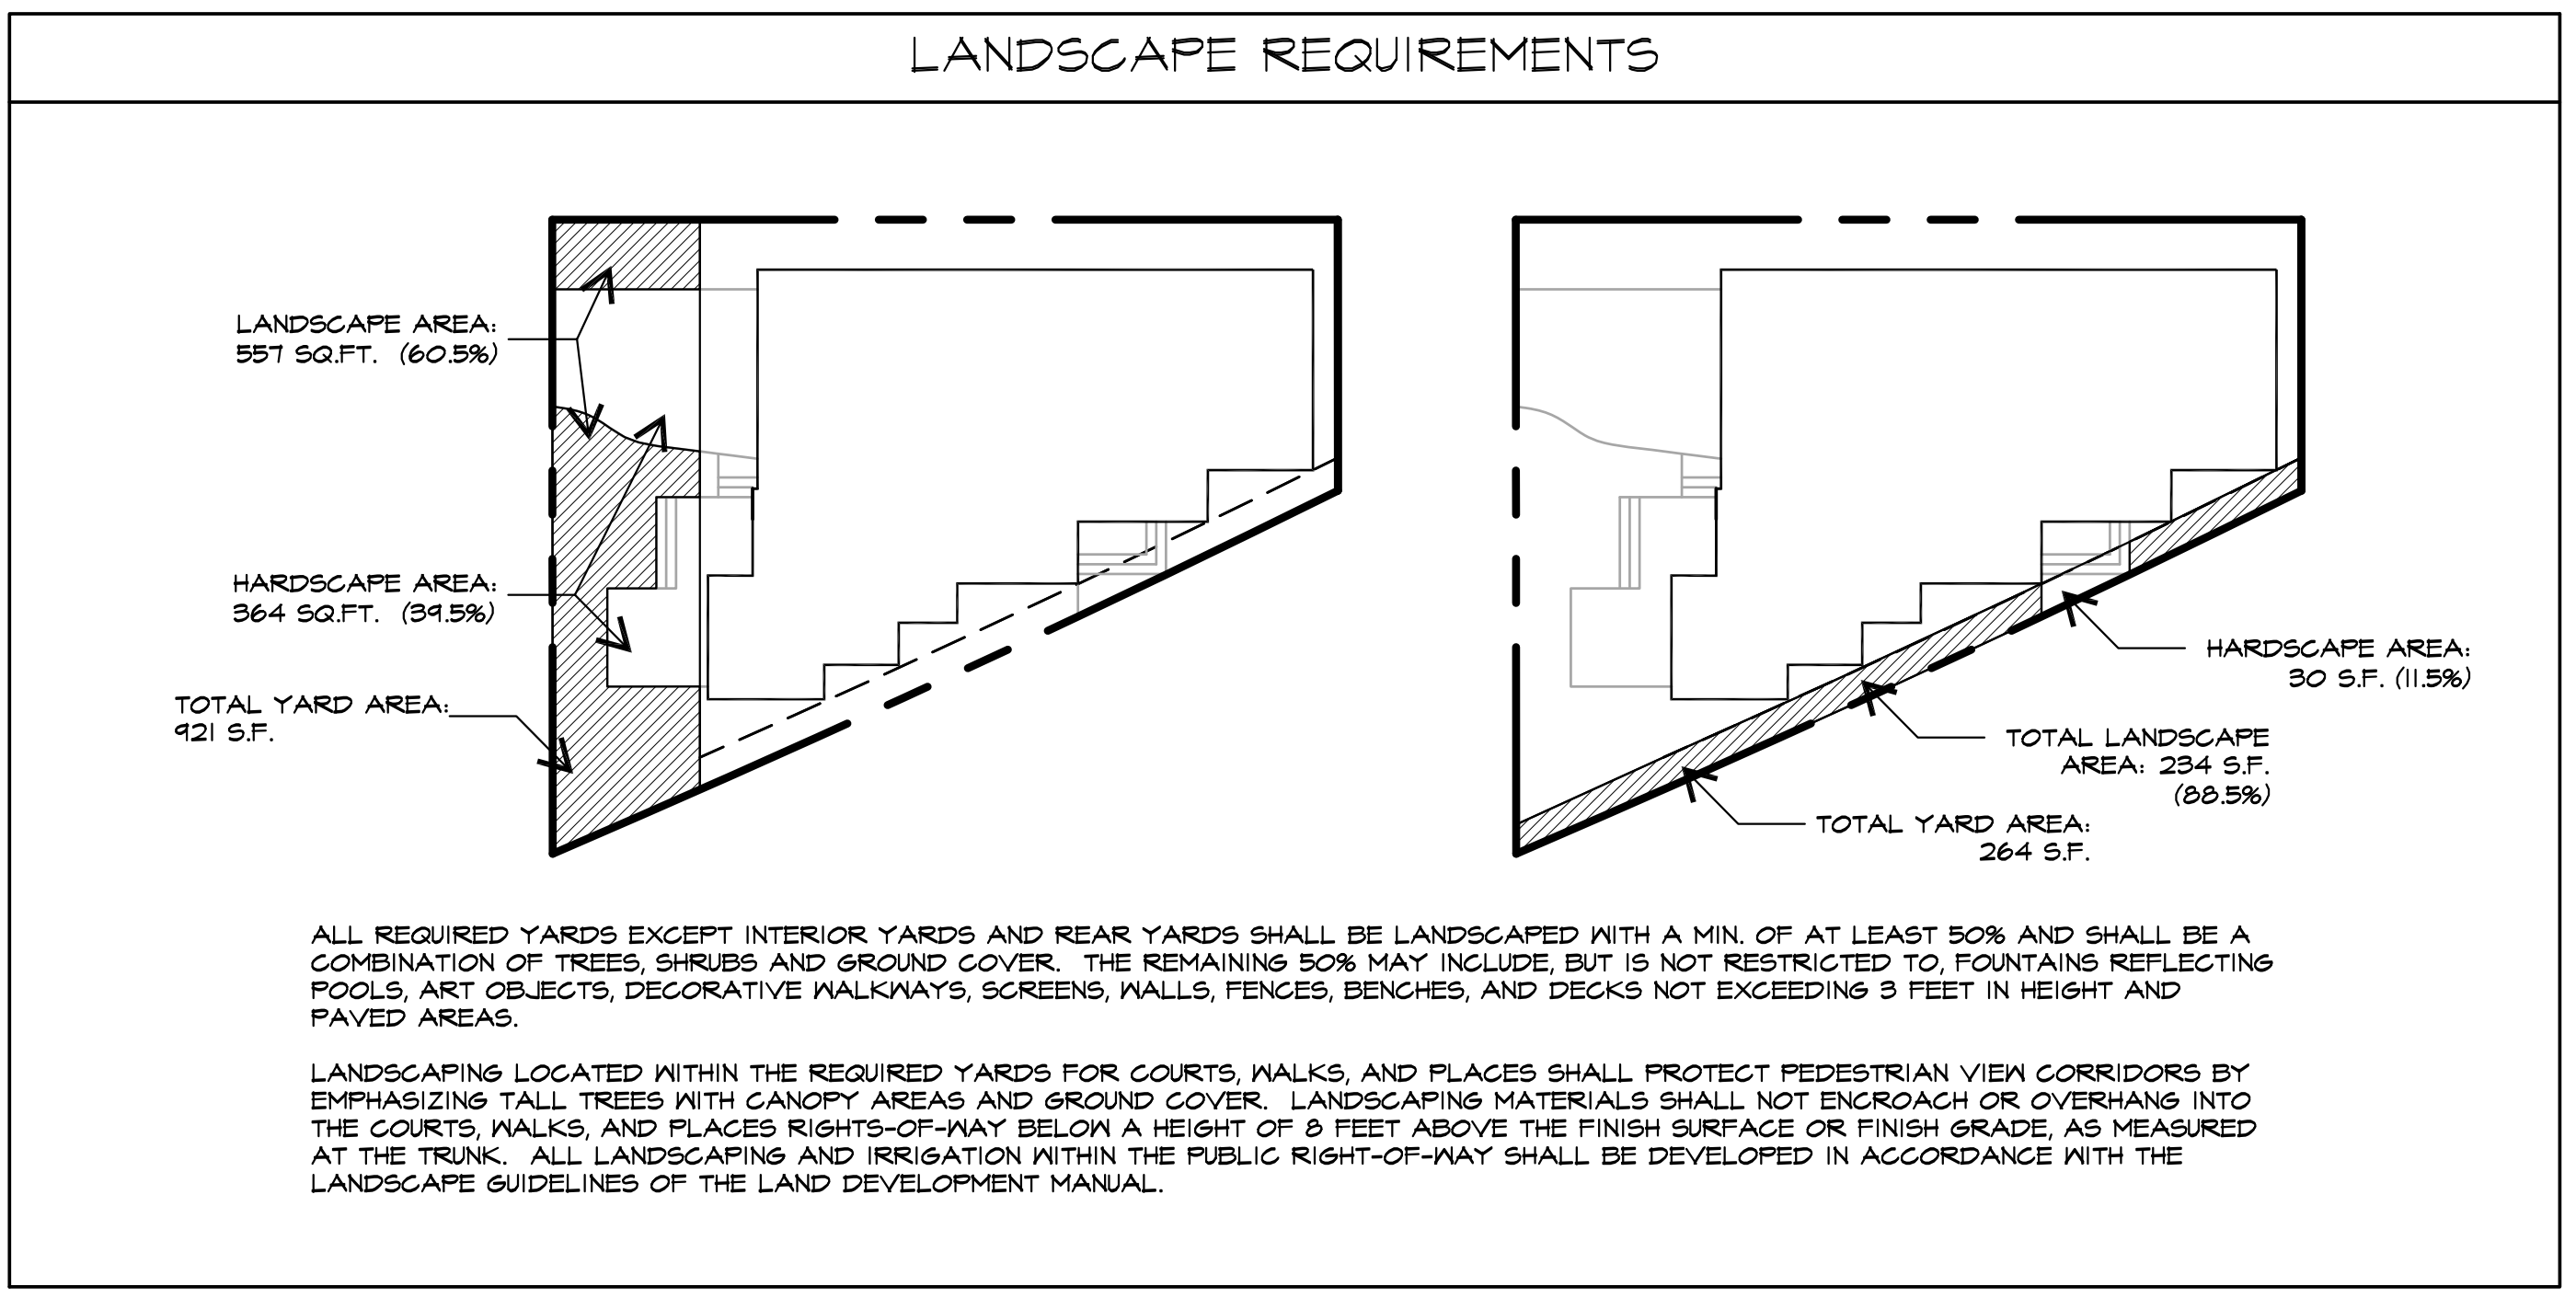 LANDSCAPE REQUIREMENTS
LANDSCAPE AREA:
557 SQ.FT. (60.5%)
HARDSCAPE AREA:
364 SQ.FT. (39.5%)
TOTAL YARD AREA:
921 S.F.
HARDSCAPE AREA:
30 S.F. (11.5%)
TOTAL LANDSCAPE
AREA: 234 S.F.
(88.5%)
TOTAL YARD AREA:
264 S.F.
ALL REQUIRED YARDS EXCEPT INTERIOR YARDS AND REAR YARDS SHALL BE LANDSCAPED WITH A MIN. OF AT LEAST 50% AND SHALL BE A
COMBINATION OF TREES, SHRUBS AND GROUND COVER. THE REMAINING 50% MAY INCLUDE, BUT IS NOT RESTRICTED TO, FOUNTAINS REFLECTING
POOLS, ART OBJECTS, DECORATIVE WALKWAYS, SCREENS, WALLS, FENCES, BENCHES, AND DECKS NOT EXCEEDING 3 FEET IN HEIGHT AND
PAVED AREAS.
LANDSCAPING LOCATED WITHIN THE REQUIRED YARDS FOR COURTS, WALKS, AND PLACES SHALL PROTECT PEDESTRIAN VIEW CORRIDORS BY
EMPHASIZING TALL TREES WITH CANOPY AREAS AND GROUND COVER. LANDSCAPING MATERIALS SHALL NOT ENCROACH OR OVERHANG INTO
THE COURTS, WALKS, AND PLACES RIGHTS-OF-WAY BELOW A HEIGHT OF 8 FEET ABOVE THE FINISH SURFACE OR FINISH GRADE, AS MEASURED
AT THE TRUNK. ALL LANDSCAPING AND IRRIGATION WITHIN THE PUBLIC RIGHT-OF-WAY SHALL BE DEVELOPED IN ACCORDANCE WITH THE
LANDSCAPE GUIDELINES OF THE LAND DEVELOPMENT MANUAL.